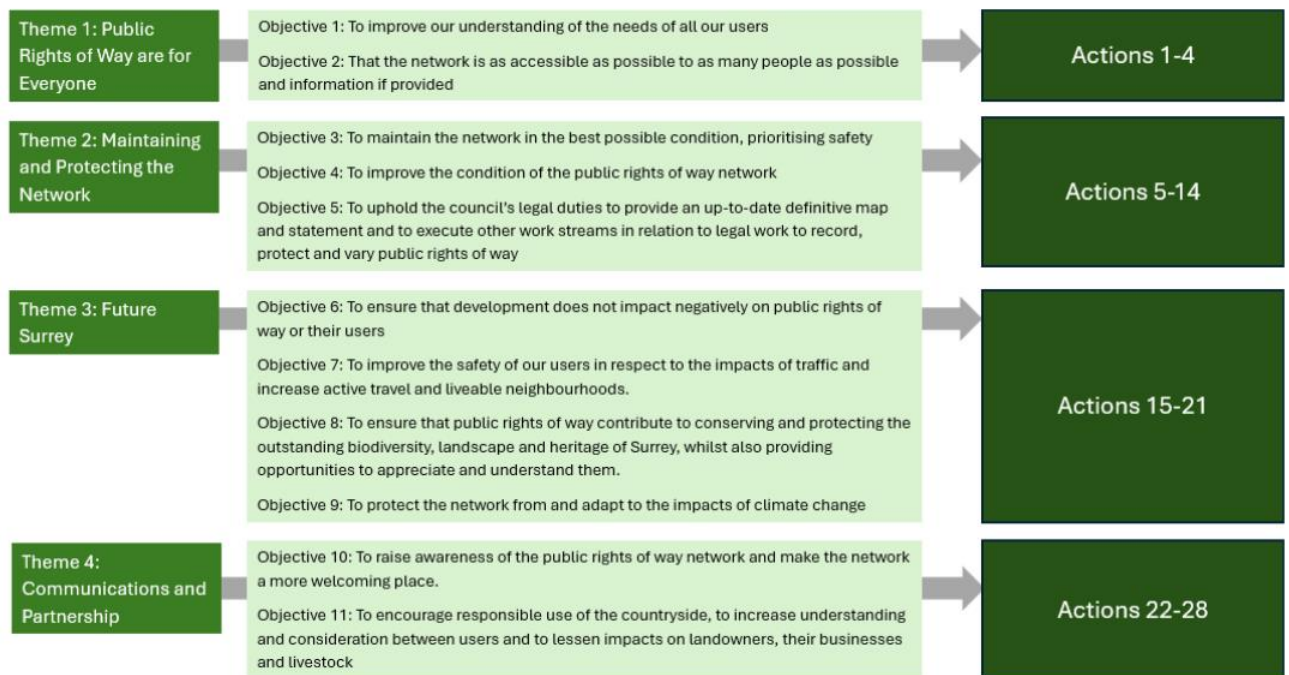 Theme 1: Public
Rights of Way are for
Everyone
Objective 1: To improve our understanding of the needs of all our users
Objective 2: That the network is as accessible as possible to as many people as possible
and information if provided
Actions 1-4
Theme 2: Maintaining
and Protecting the
Network
Objective 3: To maintain the network in the best possible condition, prioritising safety
Objective 4: To improve the condition of the public rights of way network
Objective 5: To uphold the council's legal duties to provide an up-to-date definitive map
and statement and to execute other work streams in relation to legal work to record,
protect and vary public rights of way
Actions 5-14
Theme 3: Future
Surrey
Objective 6: To ensure that development does not impact negatively on public rights of
way or their users
Objective 7: To improve the safety of our users in respect to the impacts of traffic and
increase active travel and liveable neighbourhoods.
Objective 8: To ensure that public rights of way contribute to conserving and protecting the
outstanding biodiversity, landscape and heritage of Surrey, whilst also providing
opportunities to appreciate and understand them.
Objective 9: To protect the network from and adapt to the impacts of climate change
Actions 15-21
Theme 4:
Communications and
Partnership
Objective 10: To raise awareness of the public rights of way network and make the network
a more welcoming place.
Objective 11: To encourage responsible use of the countryside, to increase understanding
and consideration between users and to lessen impacts on landowners, their businesses
and livestock
Actions 22-28